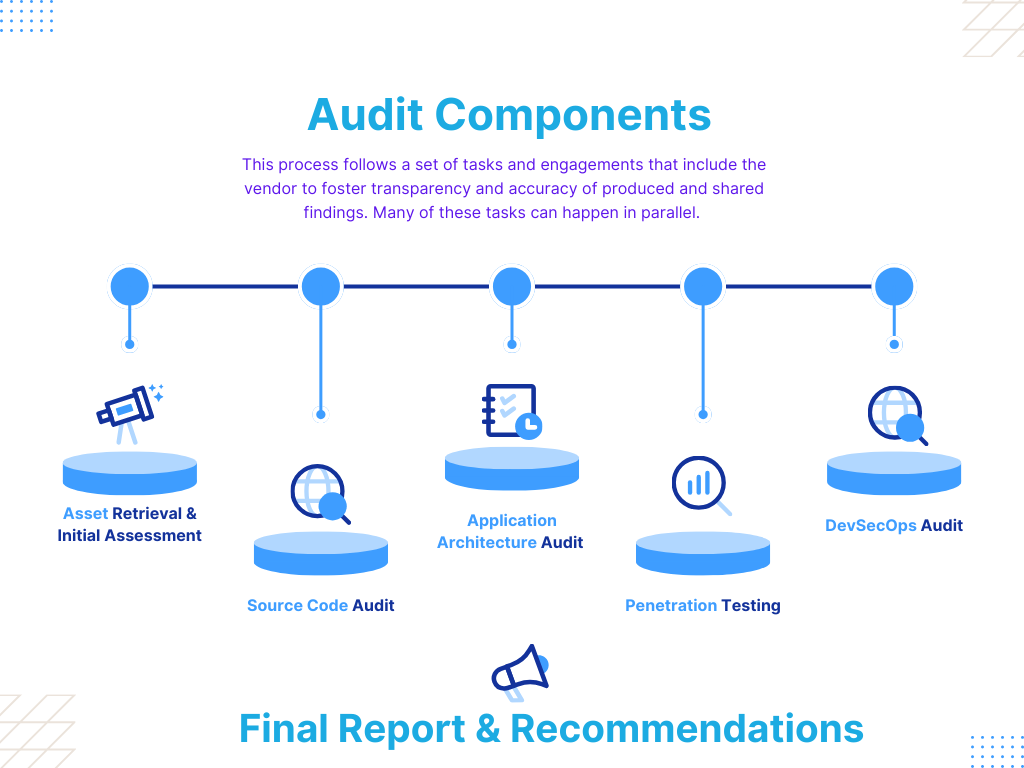 Audit Components
This process follows a set of tasks and engagements that include the
vendor to foster transparency and accuracy of produced and shared
findings. Many of these tasks can happen in parallel.
Asset Retrieval &
Initial Assessment
Source Code Audit
Application
Architecture Audit
Penetration Testing
DevSecOps Audit
Final Report & Recommendations